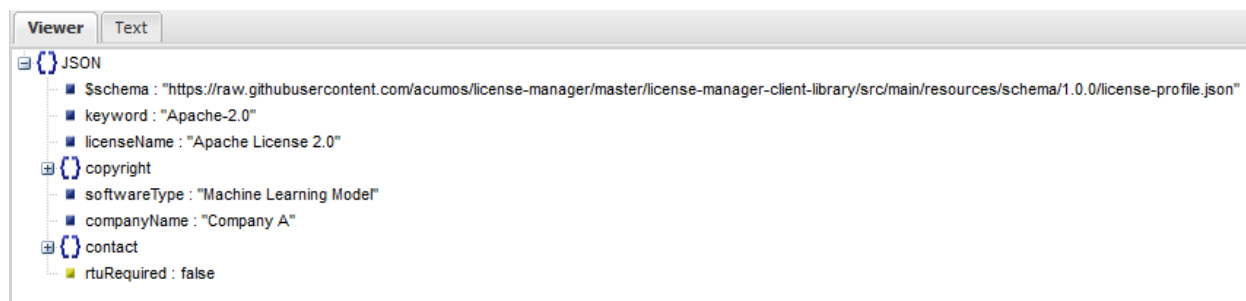 Viewer Text
JSON
$schema : "https://raw.githubusercontent.com/acumos/license-manager/master/license-manager-client-library/src/main/resources/schema/1.0.0/license-profile.json"
keyword : "Apache-2.0"
licenseName : "Apache License 2.0"
copyright
softwareType : "Machine Learning Model"
companyName : "Company A"
contact
rtuRequired : false